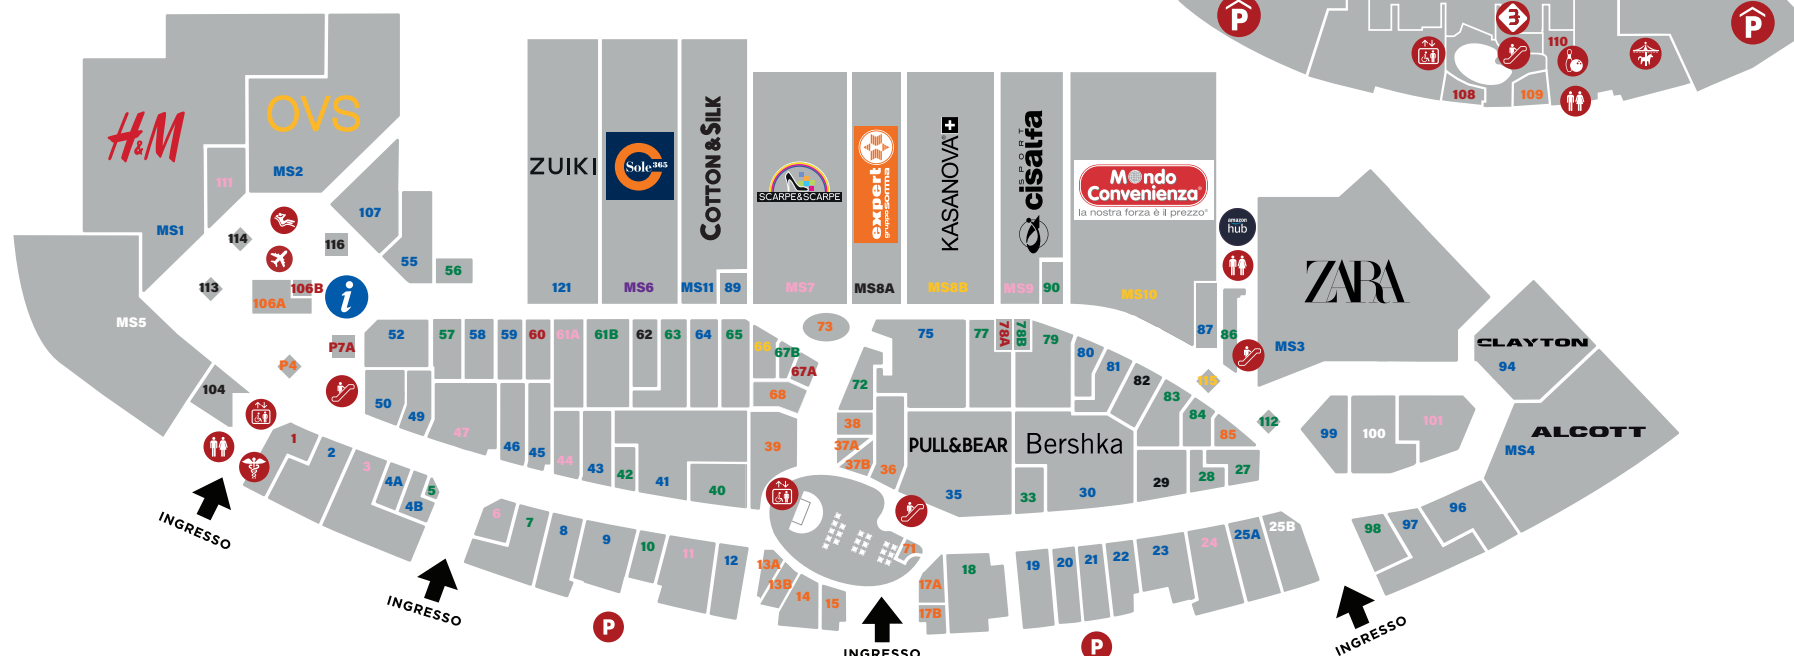 P
3
110
P
108
109
H&M
OVS
MS2
111
MS1
107
114
116
55
56
113
106B
106A
i
MS5
P7A
P4
104
ZUIKI
121
Sole365
MS6
COTTON&SILK
MS11
89
SCARPE&SCARPE
MS7
expert
grupposomma
MS8A
KASANOVA+
MS8B
cisalfa
SPORT
MS9
90
Mondo
Convenienza
la nostra forza è il prezzo
MS10
amazon
hub
87
86
ZARA
MS3
CLAYTON
94
ALCOTT
MS4
52
57
58
59
60
61A
61B
62
63
64
65
66
67B
67A
68
73
72
75
77
78A
78B
79
80
81
82
83
84
85
115
112
99
100
101
50
49
47
46
45
44
43
42
41
40
39
38
37A
37B
36
PULL&BEAR
35
Bershka
33
30
29
28
27
1
2
3
4A
4B
5
6
7
8
9
10
11
12
13A
13B
14
15
71
17A
17B
18
19
20
21
22
23
24
25A
25B
98
97
96
INGRESSO
INGRESSO
P
INGRESSO
P
INGRESSO